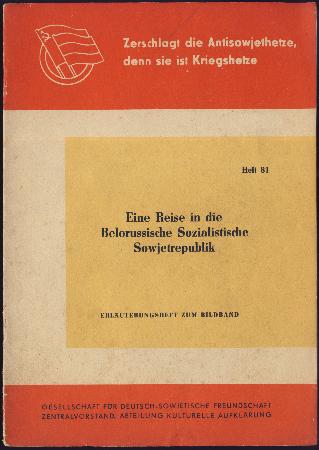 Zerschlagt die Antisowjethetze,
denn sie ist Kriegshetze
Heft 81
Eine Reise in die
Belorussische Sozialistische
Sowjetrepublik
ERLÄUTERUNGSHEFT ZUM BILDBAND
GESELLSCHAFT FÜR DEUTSCH-SOWJETISCHE FREUNDSCHAFT
ZENTRALVORSTAND, ABTEILUNG KULTURELLE AUFKLÄRUNG